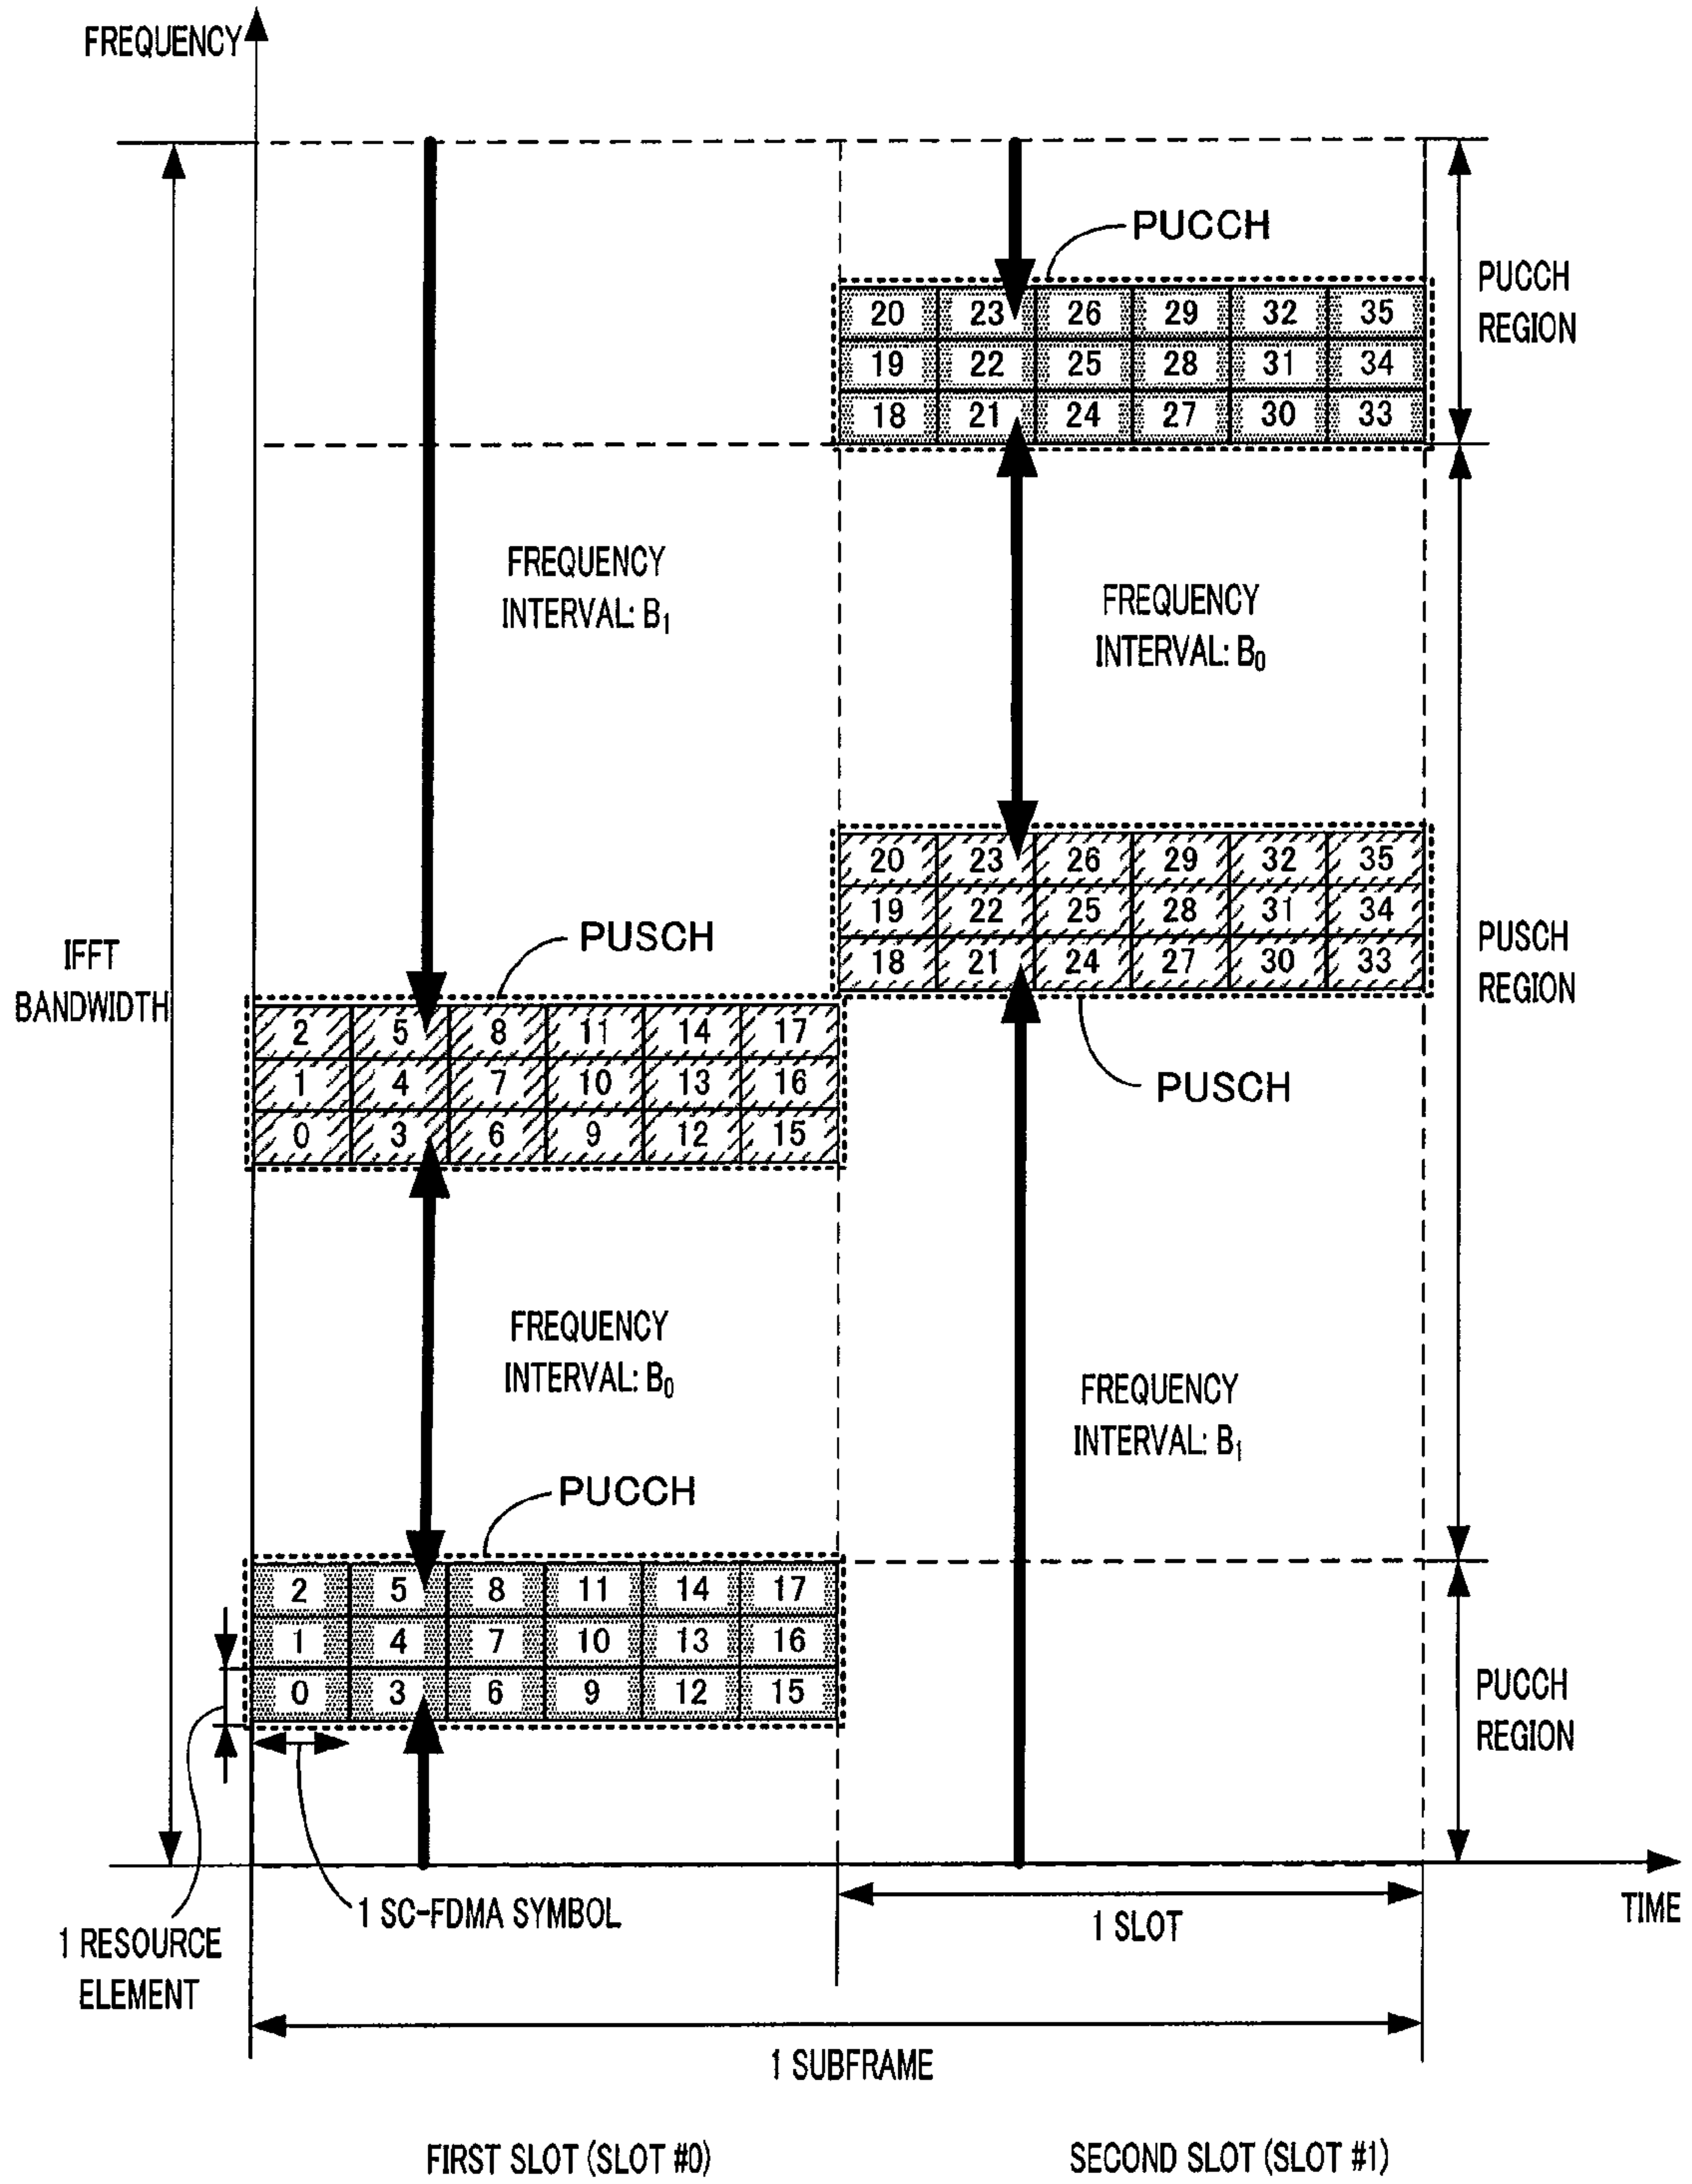 FREQUENCY
PUCCH
20 23 26 29 32 35
19 22 25 28 31 34
18 21 24 27 30 33
PUCCH
REGION
FREQUENCY
INTERVAL: B1
FREQUENCY
INTERVAL: B0
20 23 26 29 32 35
19 22 25 28 31 34
18 21 24 27 30 33
PUSCH
PUSCH
REGION
IFFT
BANDWIDTH
2 5 8 11 14 17
1 4 7 10 13 16
0 3 6 9 12 15
PUSCH
FREQUENCY
INTERVAL: B0
FREQUENCY
INTERVAL: B1
PUCCH
2 5 8 11 14 17
1 4 7 10 13 16
0 3 6 9 12 15
PUCCH
REGION
1 SC-FDMA SYMBOL
1 SLOT
TIME
1 RESOURCE
ELEMENT
1 SUBFRAME
FIRST SLOT (SLOT #0)
SECOND SLOT (SLOT #1)